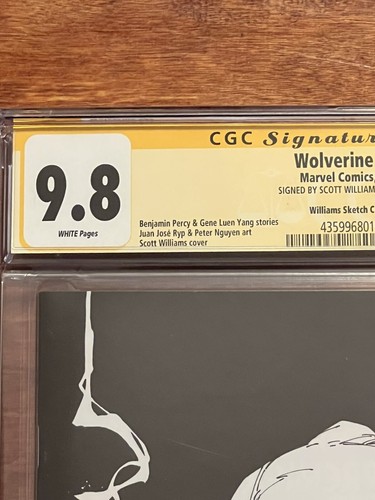 CGC Signatur
9.8
WHITE Pages
Wolverine
Marvel Comics,
SIGNED BY SCOTT WILLIAM
Williams Sketch C
Benjamin Percy & Gene Luen Yang stories
Juan José Ryp & Peter Nguyen art
Scott Williams cover
435996801